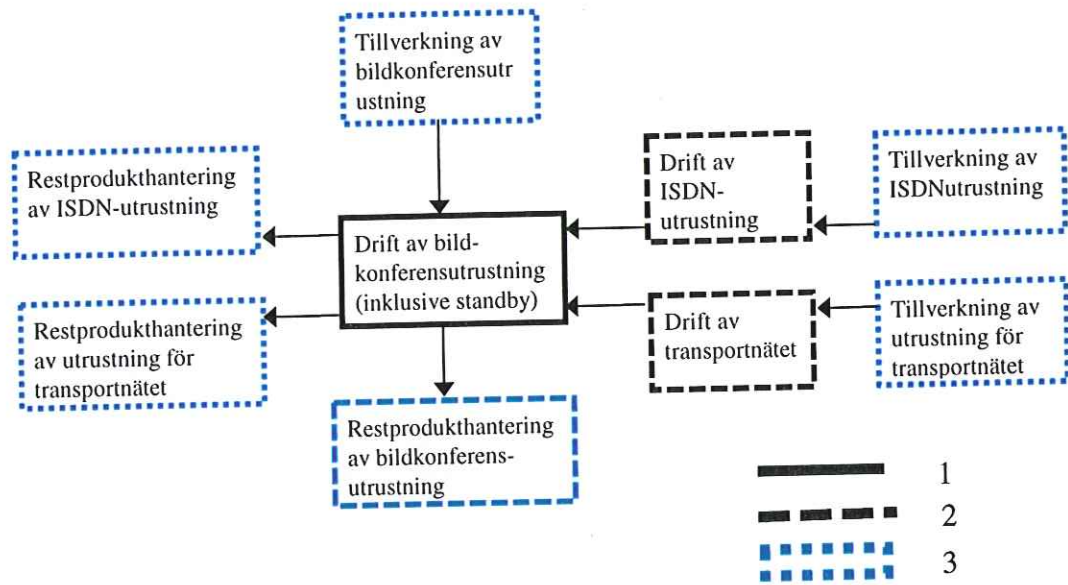 Tillverkning av
bildkonferensutr
ustning
Restprodukthantering
av ISDN-utrustning
Drift av
ISDN-
utrustning
Tillverkning av
ISDNutrustning
Drift av bild-
konferensutrustning
(inklusive standby)
Restprodukthantering
av utrustning för
transportnätet
Drift av
transportnätet
Tillverkning av
utrustning för
transportnätet
Restprodukthantering
av bildkonferens-
utrustning
1
2
3